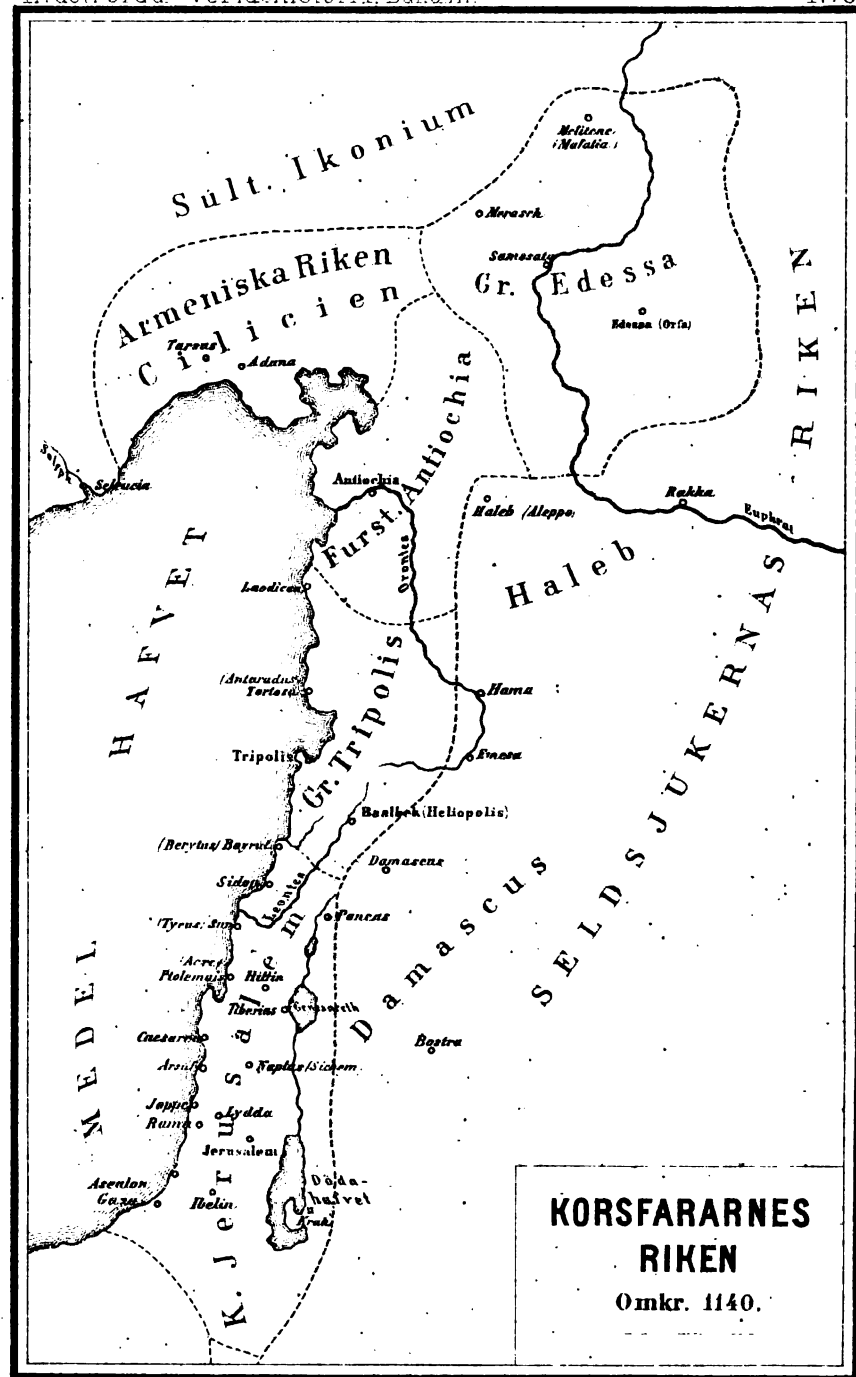 Sult. Ikonium
Melitene
(Malatia)
Merasch
Samosata
Gr. Edessa
Edessa (Orfa)
Armeniska Riken
Cilicien
Tarsus
Adana
Seleucia
RIKEN
Antiochia
Furst. Antiochia
Orontes
Haleb (Aleppo)
Rakka
Euphrat
Haleb
Laodicea
HAFVET
(Antaradus)
Tortosa
Hama
Tripolis
Gr. Tripolis
Emesa
Baalbek (Heliopolis)
(Berytus) Bayrut
Damascus
Sidon
Leontes
Paneas
(Tyrus) Sur
SELDSJUKERNAS
Damascus
(Acre)
Ptolemais
Hittin
Tiberias
Genesareth
Caesarea
Bostra
Arsuf
Naplus/Sichem
MEDEL
Joppe
Lydda
Rama
Jerusalem
K. Jerusalem
Ascalon
Gaza
Ibelin
Döda-
hafvet
Krak
KORSFARARNES
RIKEN
Omkr. 1140.